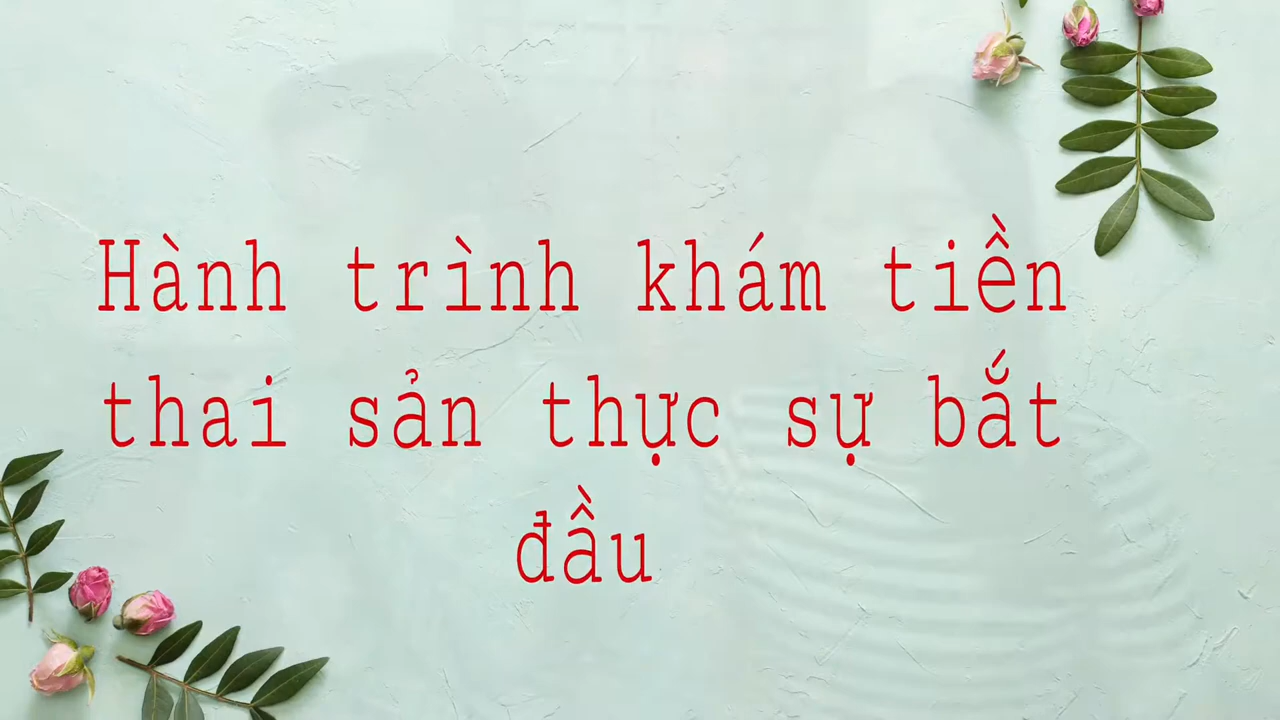 Hành trình khám tiền
thai sản thực sự bắt
đầu